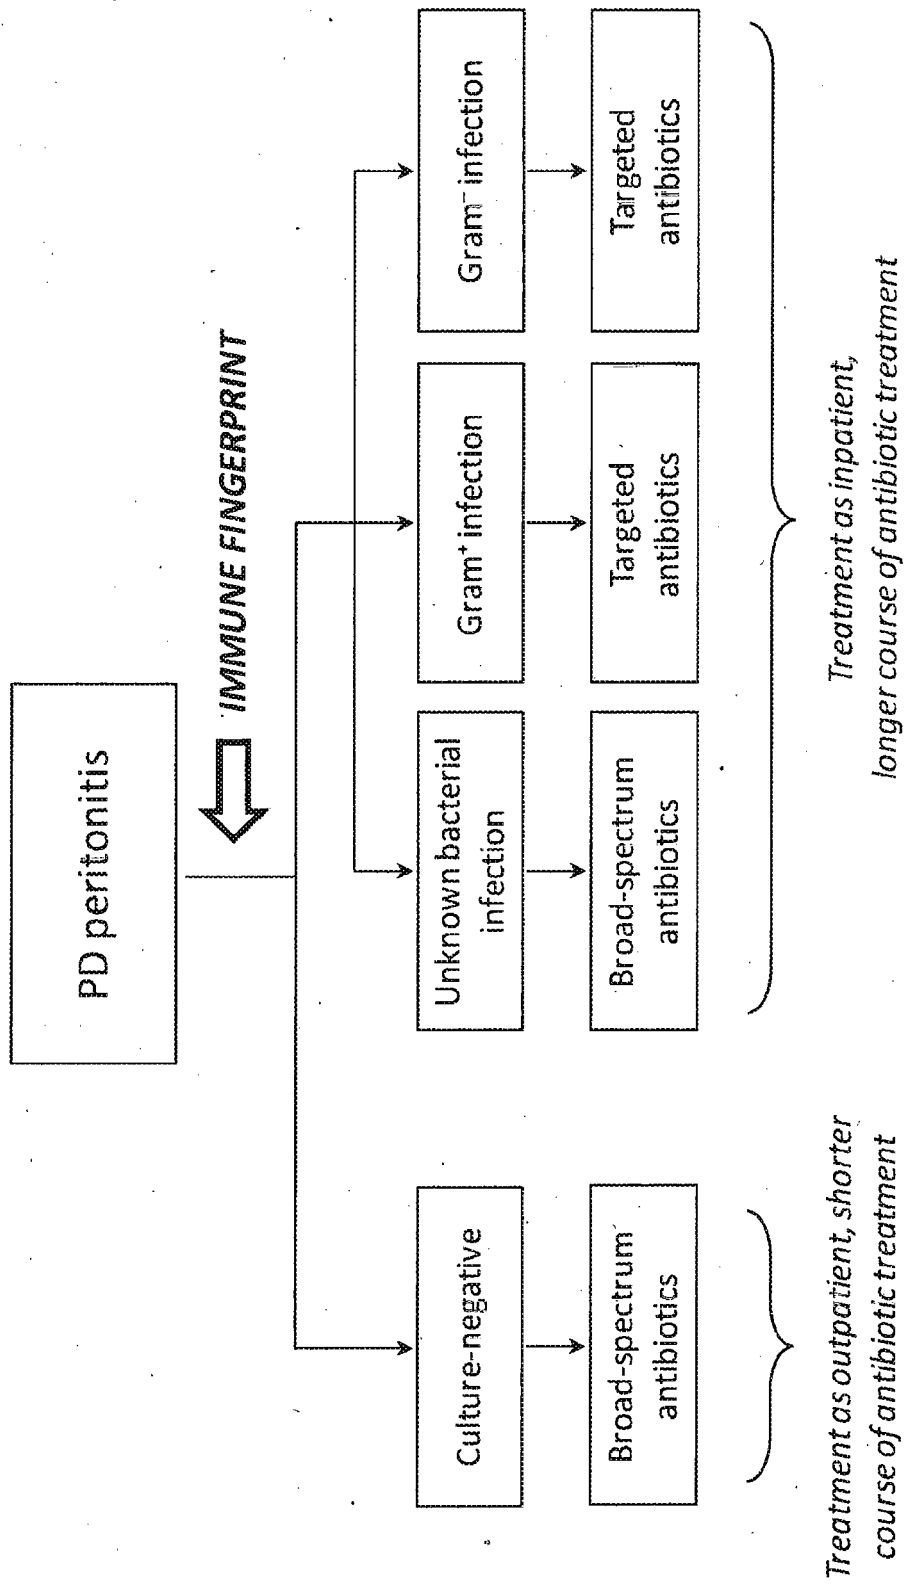 PD peritonitis
IMMUNE FINGERPRINT
Culture-negative
Unknown bacterial
infection
Gram⁺ infection
Gram⁻ infection
Broad-spectrum
antibiotics
Broad-spectrum
antibiotics
Targeted
antibiotics
Targeted
antibiotics
Treatment as outpatient, shorter
course of antibiotic treatment
Treatment as inpatient,
longer course of antibiotic treatment